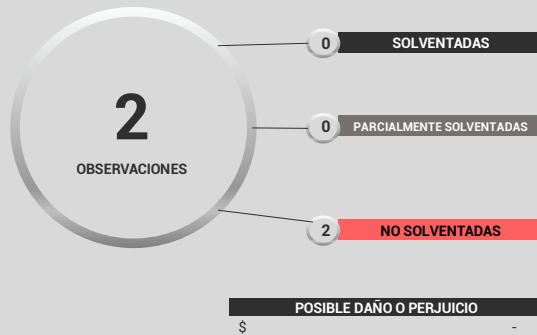 2
OBSERVACIONES
0 SOLVENTADAS
0 PARCIALMENTE SOLVENTADAS
2 NO SOLVENTADAS
POSIBLE DAÑO O PERJUICIO
$ -